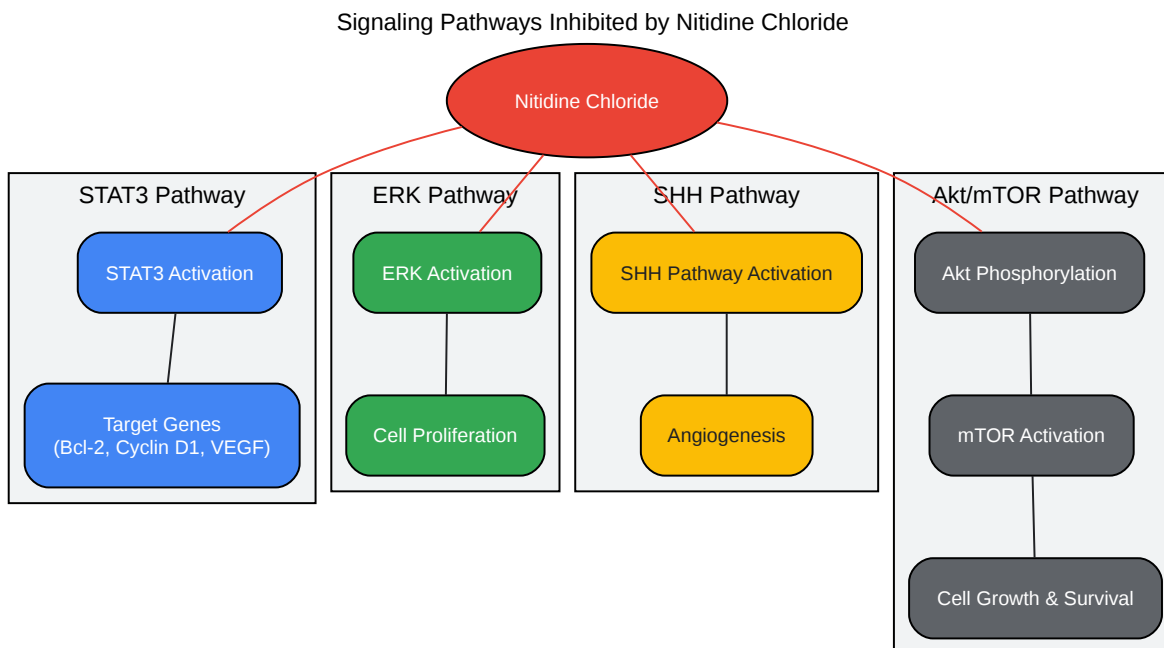 Signaling Pathways Inhibited by Nitidine Chloride
Nitidine Chloride
STAT3 Pathway
ERK Pathway
SHH Pathway
Akt/mTOR Pathway
STAT3 Activation
ERK Activation
SHH Pathway Activation
Akt Phosphorylation
Target Genes
(Bcl-2, Cyclin D1, VEGF)
Cell Proliferation
Angiogenesis
mTOR Activation
Cell Growth & Survival